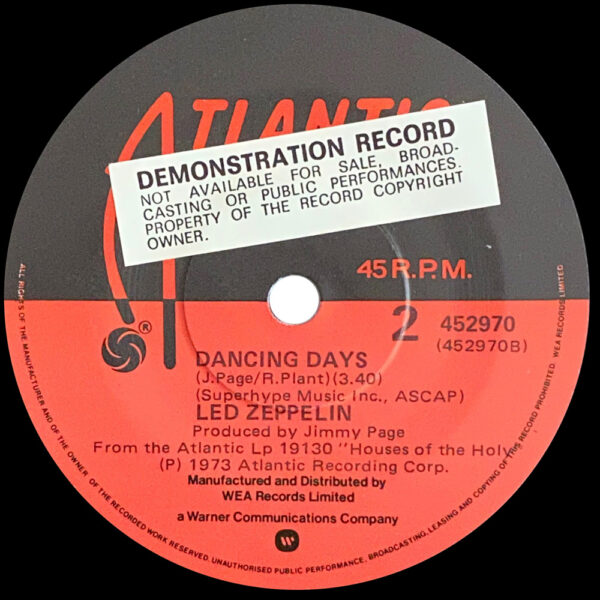 ATLANTIC
DEMONSTRATION RECORD
NOT AVAILABLE FOR SALE, BROAD-
CASTING OR PUBLIC PERFORMANCES.
PROPERTY OF THE RECORD COPYRIGHT
OWNER.
45 R.P.M.
®
2
452970
(452970B)
DANCING DAYS
(J.Page/R.Plant)(3.40)
(Superhype Music Inc., ASCAP)
LED ZEPPELIN
Produced by Jimmy Page
From the Atlantic Lp 19130 "Houses of the Holy
(P) 1973 Atlantic Recording Corp.
Manufactured and Distributed by
WEA Records Limited
a Warner Communications Company
ALL RIGHTS OF THE MANUFACTURER AND OF THE OWNER OF THE RECORDED WORK RESERVED. UNAUTHORISED PUBLIC PERFORMANCE, BROADCASTING, LEASING AND COPYING OF THIS RECORD PROHIBITED. WEA RECORDS LIMITED